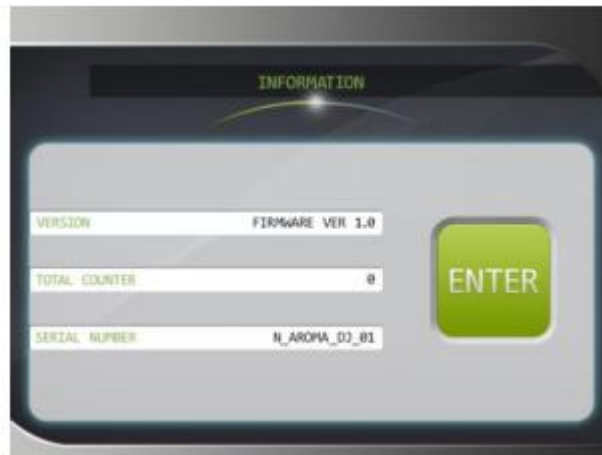 INFORMATION
VERSION FIRMWARE VER 1.0
TOTAL COUNTER 0
ENTER
SERIAL NUMBER N_AROMA_DJ_01